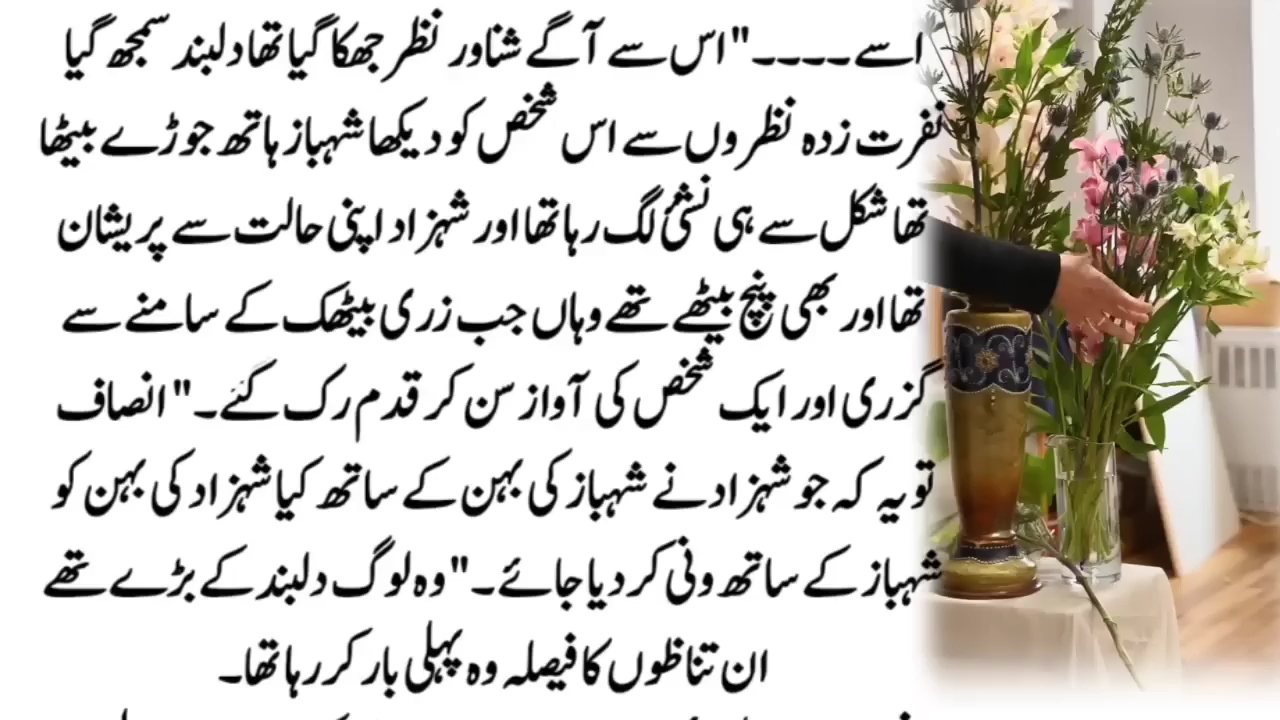 اسے۔۔۔۔" اس سے آگے شناور نظر جھکا گیا تھا دلبند سمجھ گیا
نفرت زدہ نظروں سے اس شخص کو دیکھا شہباز ہاتھ جوڑے بیٹھا
تھا شکل سے ہی نشئی لگ رہا تھا اور شہزاد اپنی حالت سے پریشان
تھا اور بھی پنچ بیٹھے تھے وہاں جب زری بیٹھک کے سامنے سے
گزری اور ایک شخص کی آواز سن کر قدم رک گئے۔" انصاف
تو یہ کہ جو شہزاد نے شہباز کی بہن کے ساتھ کیا شہزاد کی بہن کو
شہباز کے ساتھ ونی کر دیا جائے۔" وہ لوگ دلبند کے بڑے تھے
ان تناظوں کا فیصلہ وہ پہلی بار کر رہا تھا۔